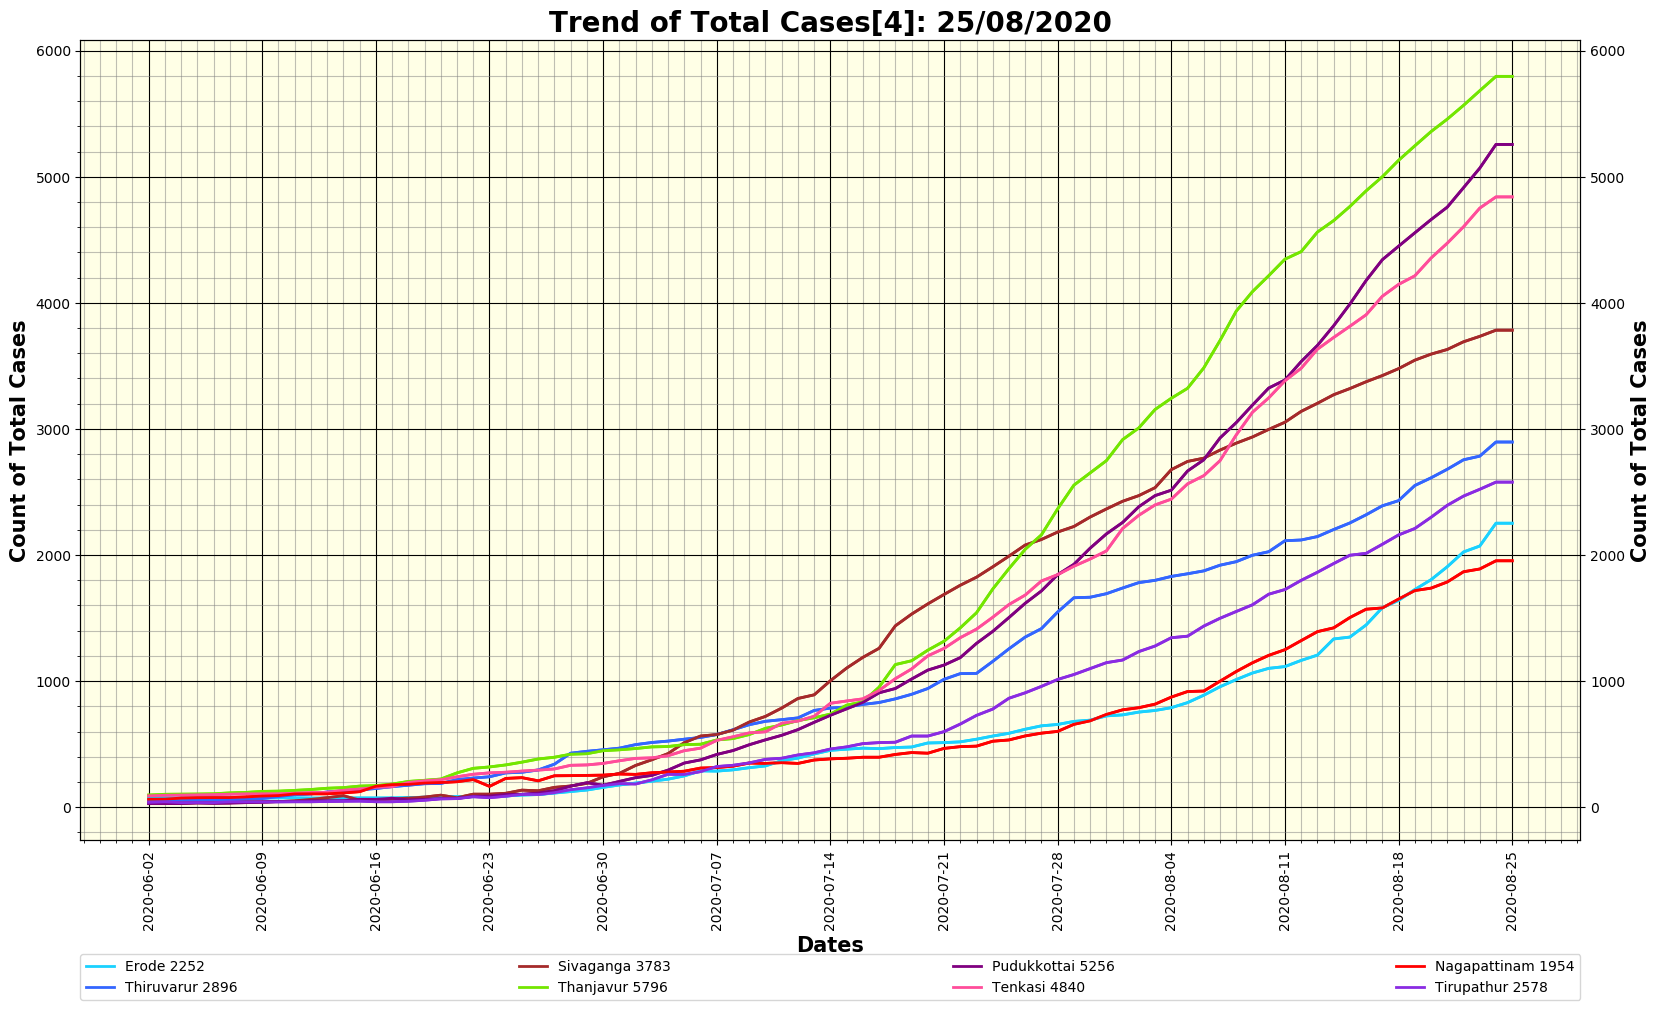 Trend of Total Cases[4]: 25/08/2020
6000 6000
5000 5000
4000 4000
3000 3000
2000 2000
1000 1000
0 0
Count of Total Cases
Count of Total Cases
2020-06-02 2020-06-09 2020-06-16 2020-06-23 2020-06-30 2020-07-07 2020-07-14 2020-07-21 2020-07-28 2020-08-04 2020-08-11 2020-08-18 2020-08-25
Dates
Erode 2252 Sivaganga 3783 Pudukkottai 5256 Nagapattinam 1954
Thiruvarur 2896 Thanjavur 5796 Tenkasi 4840 Tirupathur 2578